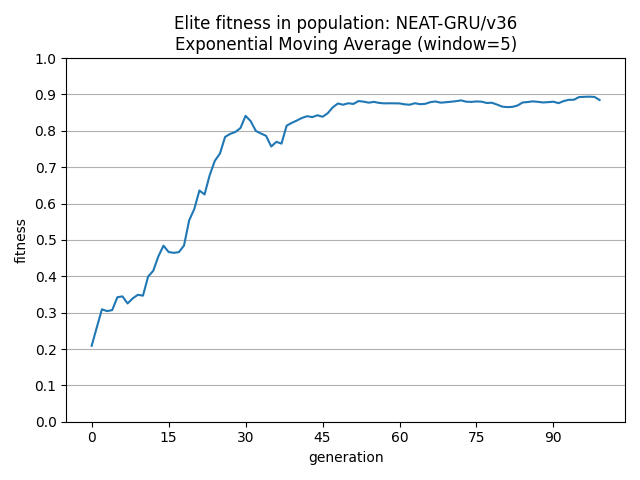 Elite fitness in population: NEAT-GRU/v36
Exponential Moving Average (window=5)
1.0
0.9
0.8
0.7
0.6
0.5
0.4
0.3
0.2
0.1
0.0
fitness
0 15 30 45 60 75 90
generation